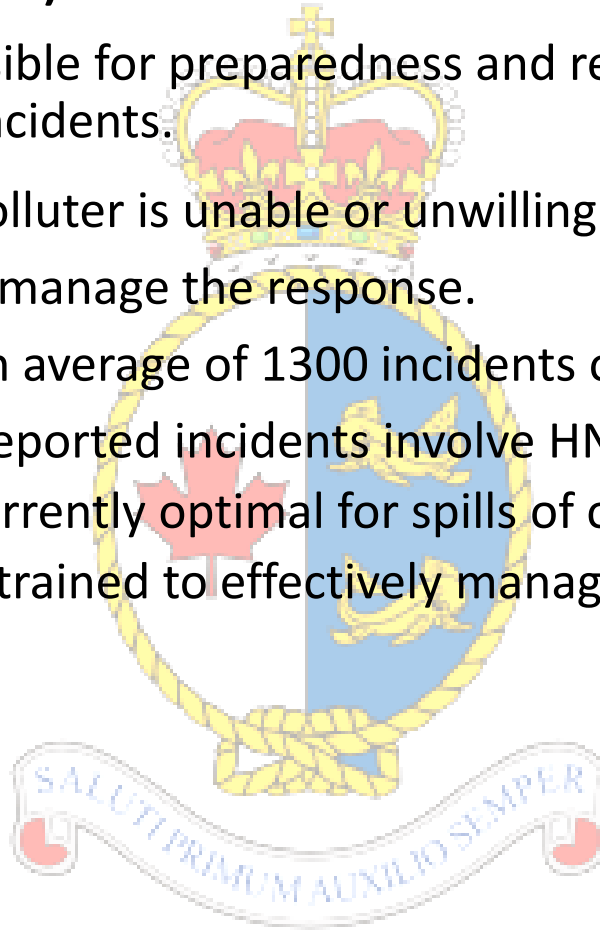 sible for preparedness and re
ncidents.
olluter is unable or unwilling
manage the response.
n average of 1300 incidents
eported incidents involve HN
rrently optimal for spills of
trained to effectively manag
SALUTI PRIMUM AUXILIO SEMPER